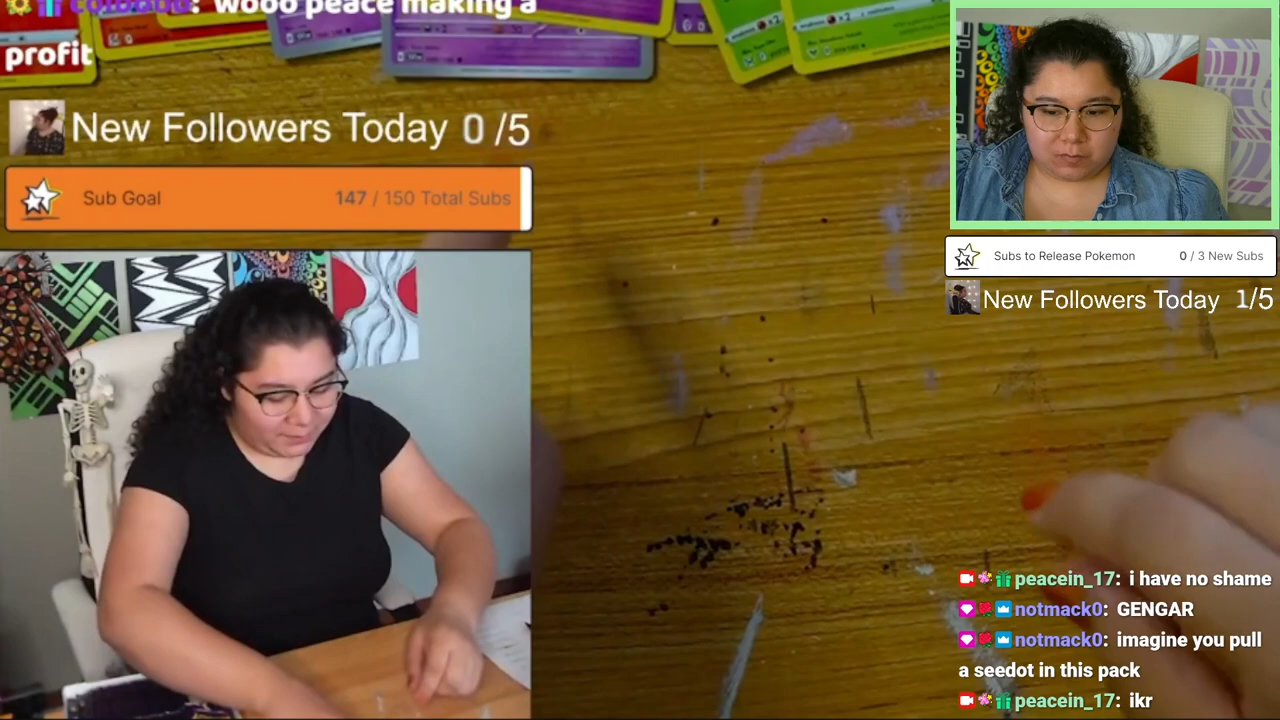 colorado: wooo peace making a
profit
New Followers Today 0 /5
Sub Goal 147 / 150 Total Subs
Subs to Release Pokemon 0 / 3 New Subs
New Followers Today 1/5
peacein_17: i have no shame
notmack0: GENGAR
notmack0: imagine you pull
a seedot in this pack
peacein_17: ikr